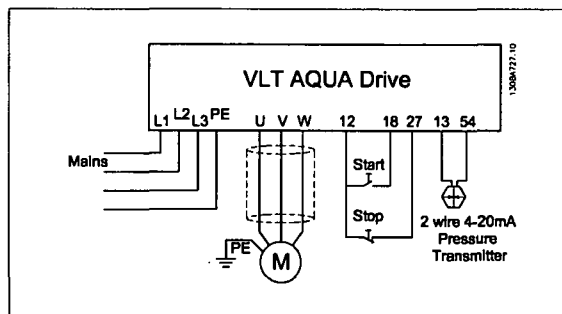 VLT AQUA Drive
130BA727.10
L1 L2 L3 PE U V W 12 18 27 13 54
Mains
Start
Stop
2 wire 4-20mA
Pressure
Transmitter
PE
M